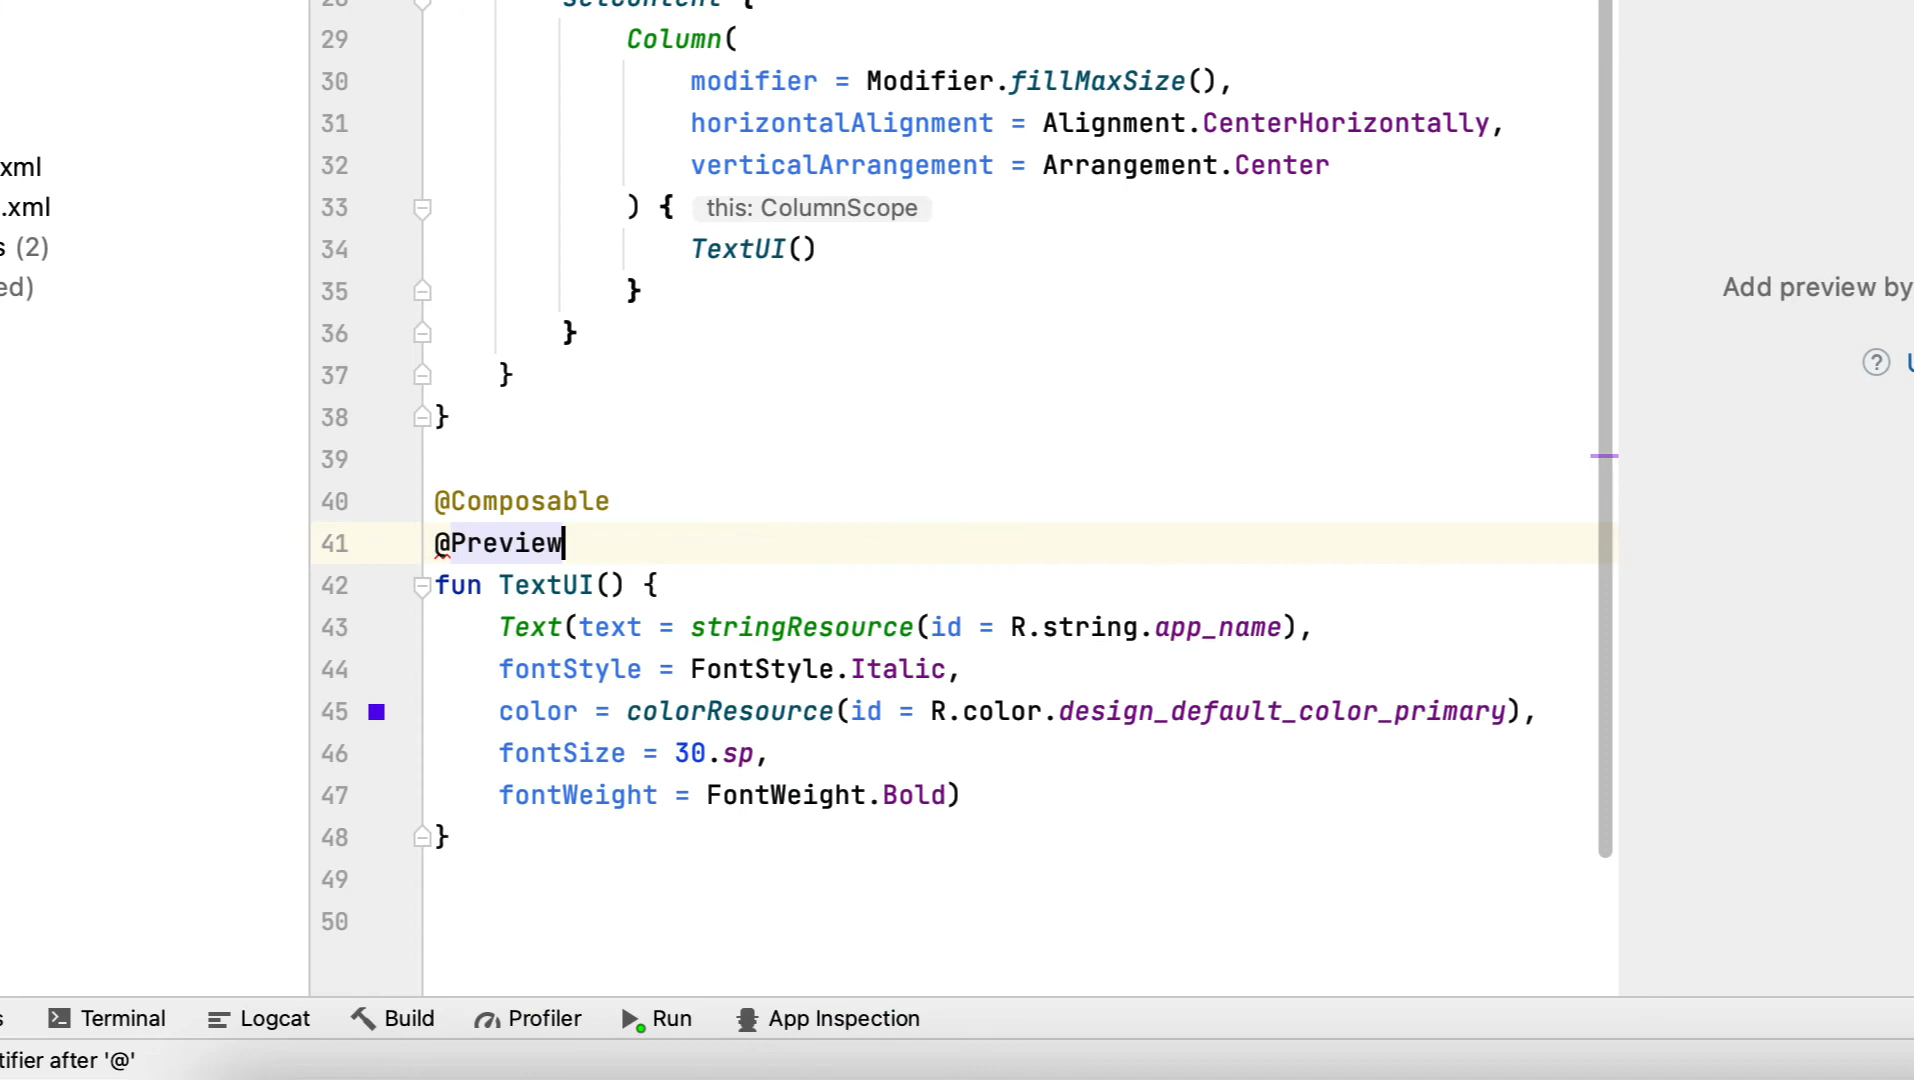 28 setContent {
29 Column(
30 modifier = Modifier.fillMaxSize(),
31 horizontalAlignment = Alignment.CenterHorizontally,
32 verticalArrangement = Arrangement.Center
33 ) { this: ColumnScope
34 TextUI()
35 }
36 }
37 }
38 }
39
40 @Composable
41 @Preview
42 fun TextUI() {
43 Text(text = stringResource(id = R.string.app_name),
44 fontStyle = FontStyle.Italic,
45 color = colorResource(id = R.color.design_default_color_primary),
46 fontSize = 30.sp,
47 fontWeight = FontWeight.Bold)
48 }
49
50
xml
.xml
s (2)
ed)
Add preview by
?
s Terminal Logcat Build Profiler Run App Inspection
tifier after '@'